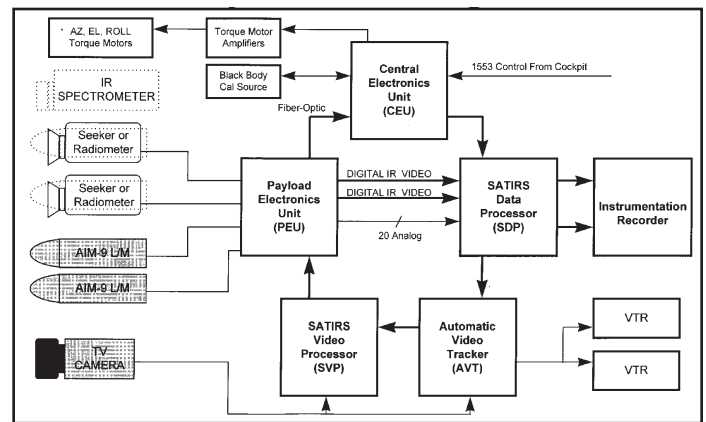 AZ, EL, ROLL
Torque Motors
Torque Motor
Amplifiers
Black Body
Cal Source
Central
Electronics
Unit
(CEU)
1553 Control From Cockpit
IR
SPECTROMETER
Fiber-Optic
Seeker or
Radiometer
Seeker or
Radiometer
Payload
Electronics
Unit
(PEU)
DIGITAL IR VIDEO
DIGITAL IR VIDEO
20 Analog
SATIRS
Data
Processor
(SDP)
Instrumentation
Recorder
AIM-9 L/M
AIM-9 L/M
SATIRS
Video
Processor
(SVP)
Automatic
Video
Tracker
(AVT)
VTR
VTR
TV
CAMERA